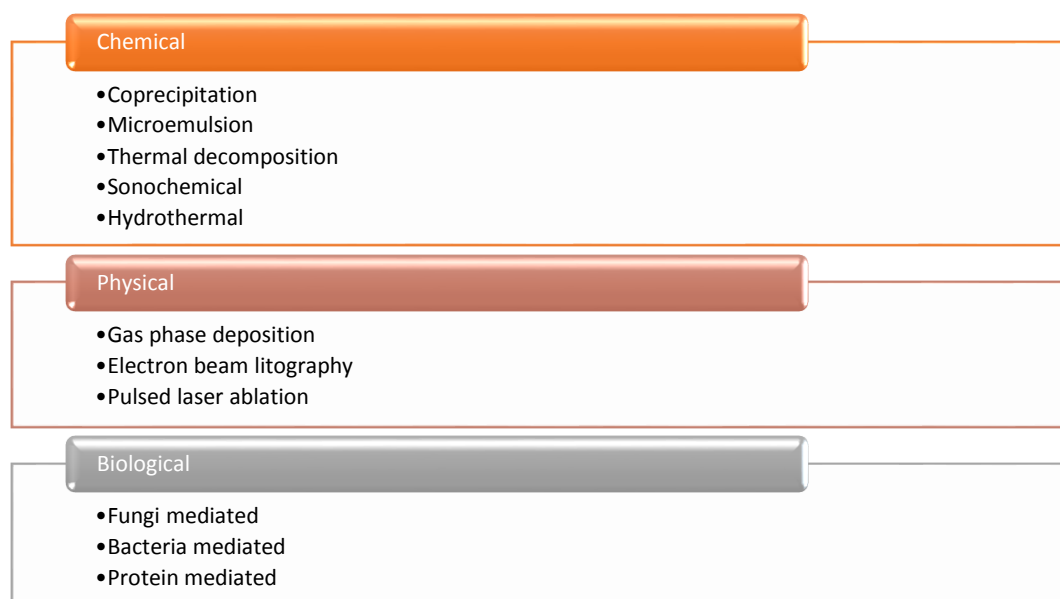 Chemical
•Coprecipitation
•Microemulsion
•Thermal decomposition
•Sonochemical
•Hydrothermal
Physical
•Gas phase deposition
•Electron beam litography
•Pulsed laser ablation
Biological
•Fungi mediated
•Bacteria mediated
•Protein mediated